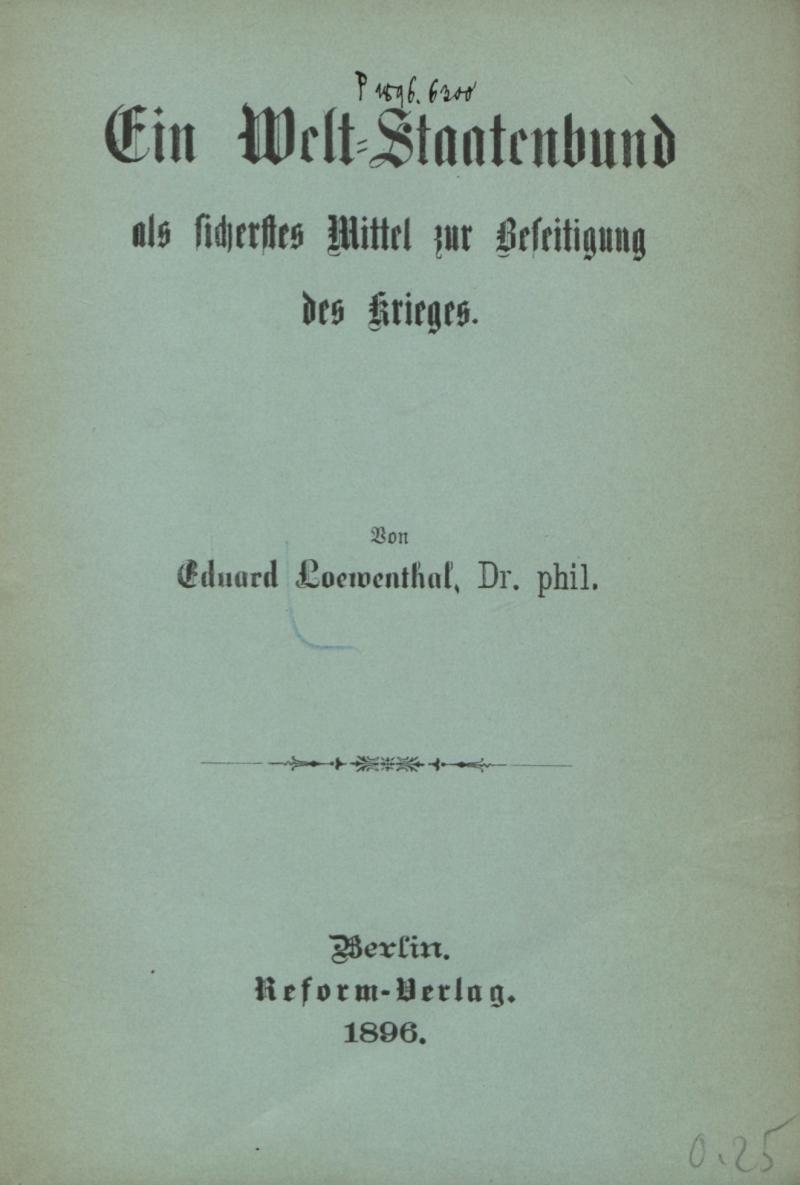 P 1896. 6200
Ein Welt-Staatenbund
als sicherstes Mittel zur Beseitigung
des Krieges.
Von
Eduard Loewenthal, Dr. phil.
Berlin.
Reform-Verlag.
1896.
0.25